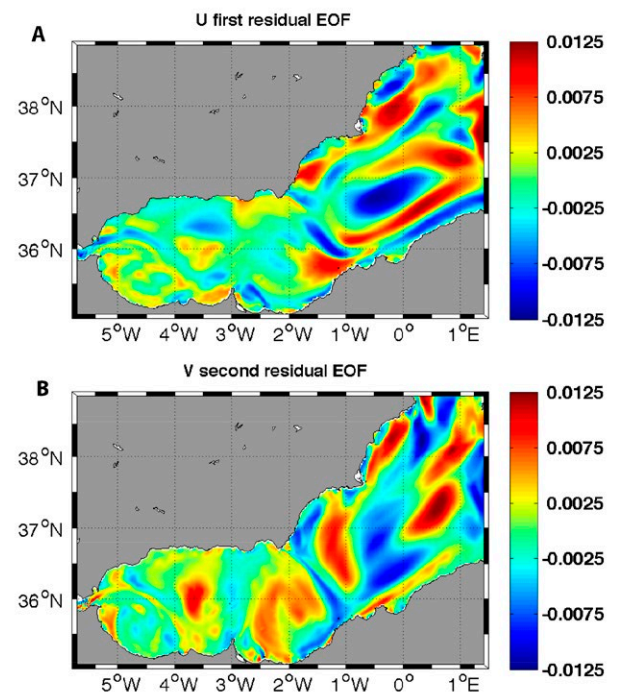 A
U first residual EOF
38°N
37°N
36°N
5°W 4°W 3°W 2°W 1°W 0° 1°E
0.0125
0.0075
0.0025
-0.0025
-0.0075
-0.0125
B
V second residual EOF
38°N
37°N
36°N
5°W 4°W 3°W 2°W 1°W 0° 1°E
0.0125
0.0075
0.0025
-0.0025
-0.0075
-0.0125